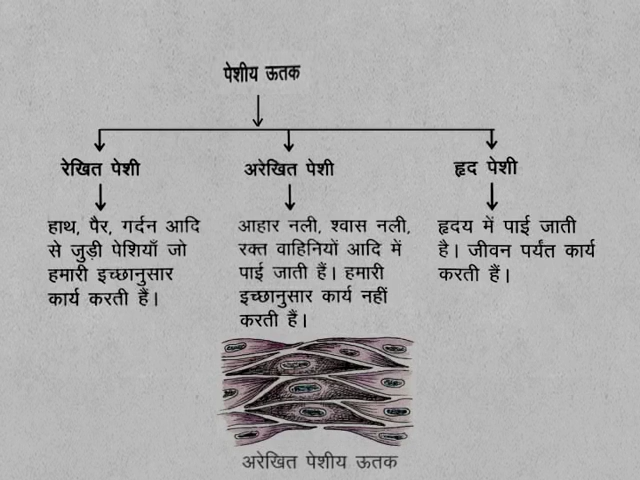 पेशीय ऊतक
रेखित पेशी
अरेखित पेशी
हृद पेशी
हाथ, पैर, गर्दन आदि
से जुड़ी पेशियाँ जो
हमारी इच्छानुसार
कार्य करती हैं।
आहार नली, श्वास नली,
रक्त वाहिनियों आदि में
पाई जाती हैं। हमारी
इच्छानुसार कार्य नहीं
करती हैं।
हृदय में पाई जाती
है। जीवन पर्यंत कार्य
करती हैं।
अरेखित पेशीय ऊतक